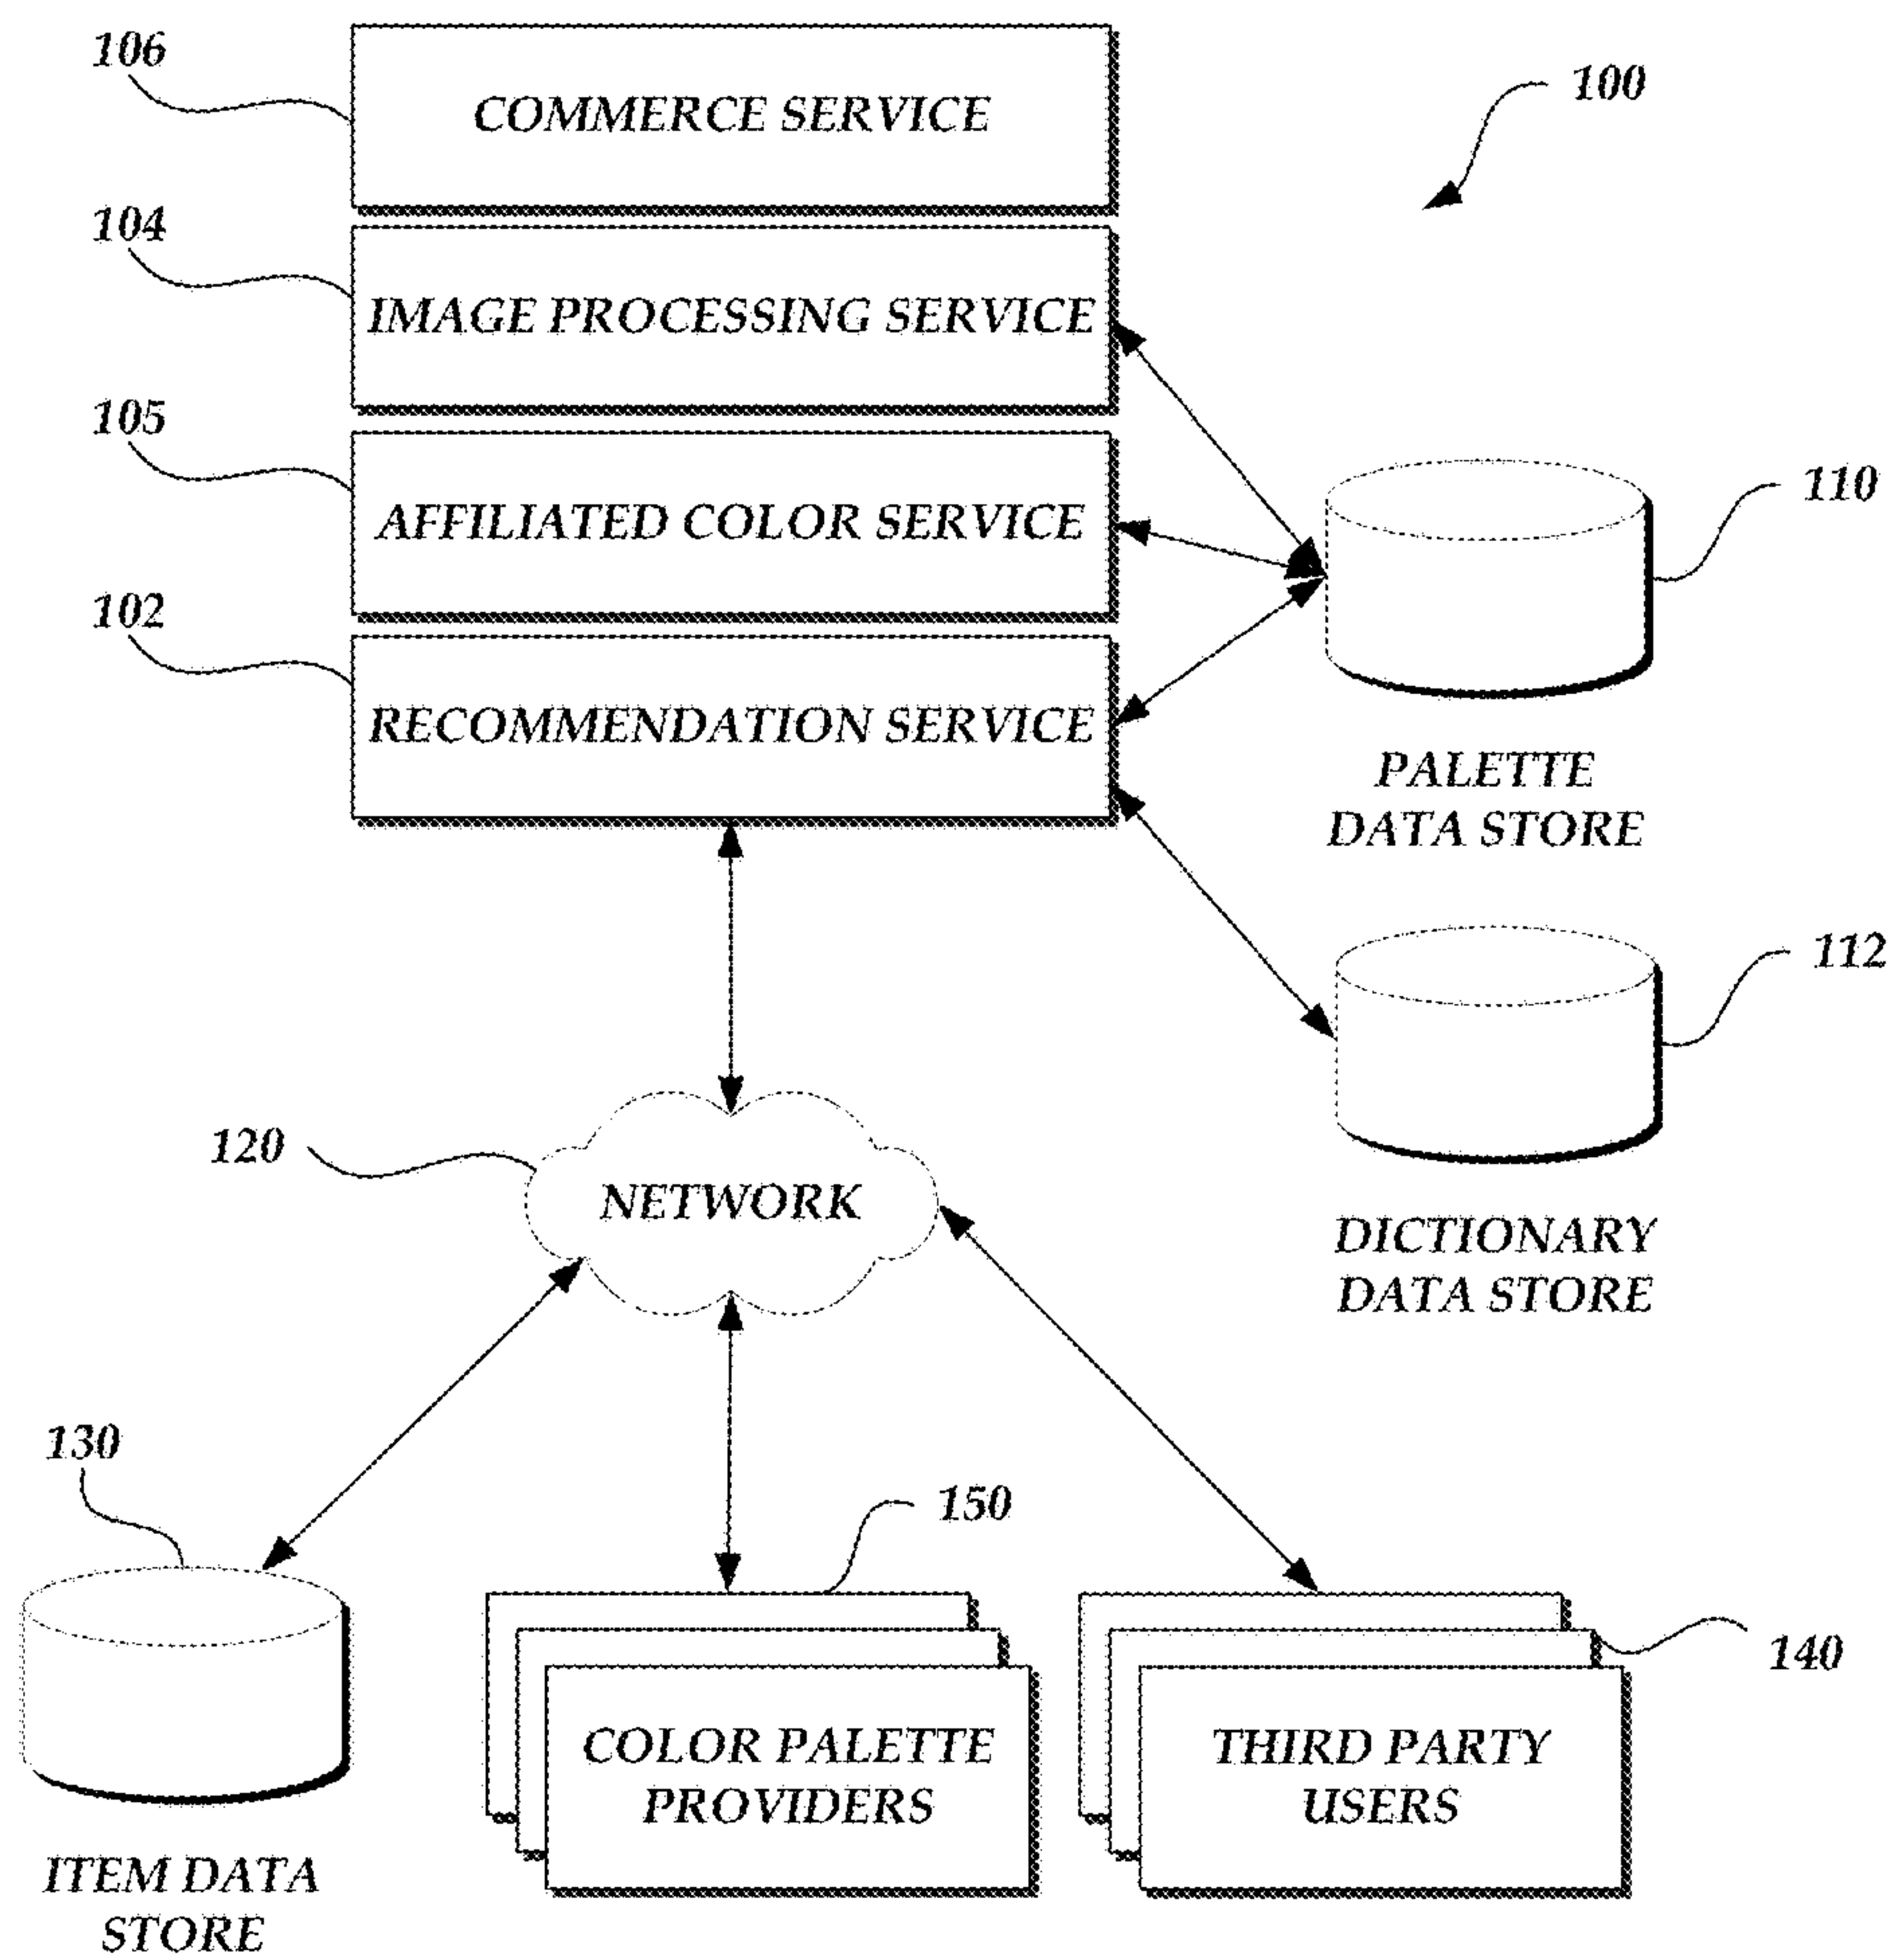 106
COMMERCE SERVICE
100
104
IMAGE PROCESSING SERVICE
105
AFFILIATED COLOR SERVICE
110
102
RECOMMENDATION SERVICE
PALETTE
DATA STORE
112
120
NETWORK
DICTIONARY
DATA STORE
130
150
140
COLOR PALETTE
PROVIDERS
THIRD PARTY
USERS
ITEM DATA
STORE